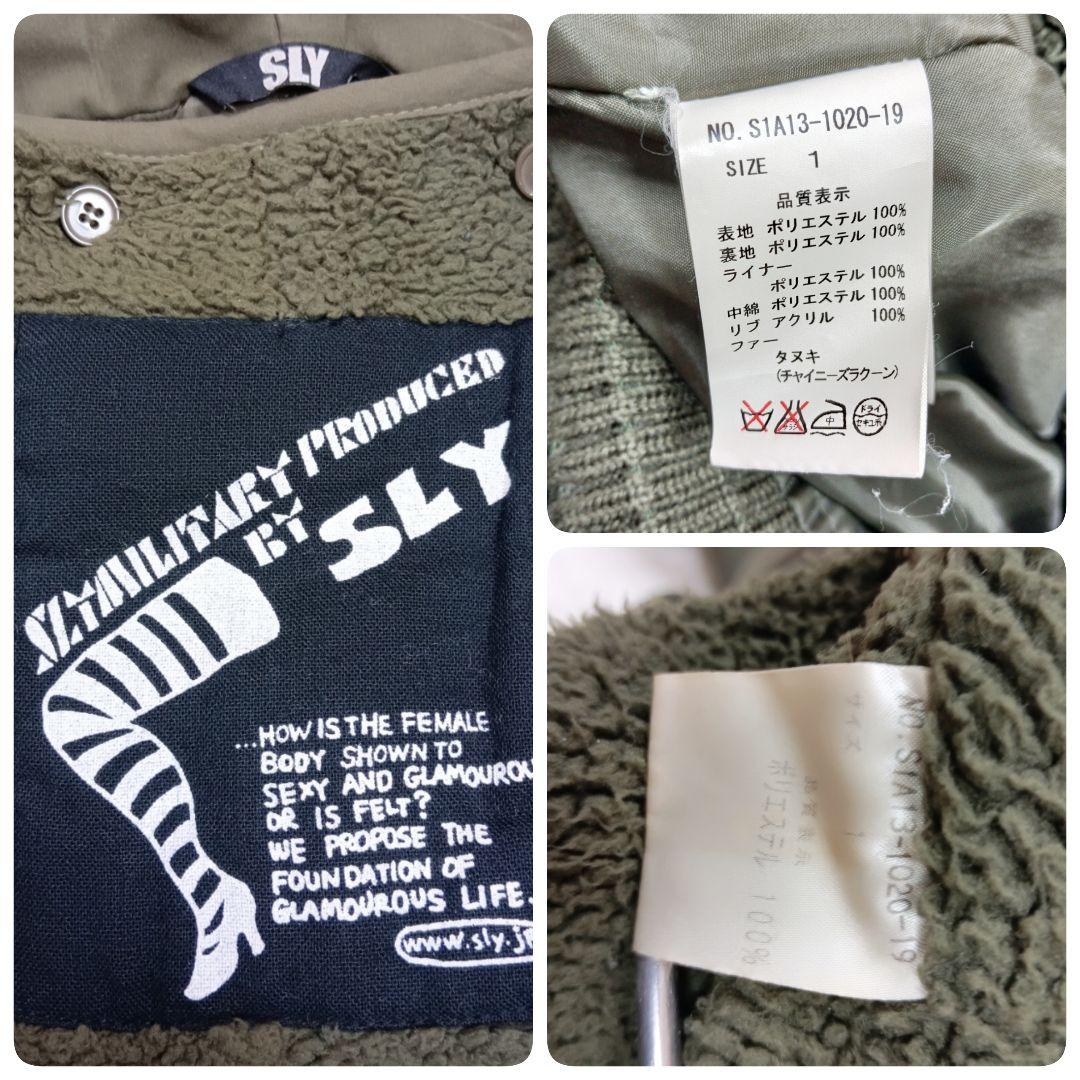 SLY
SLYMILITARY PRODUCED
BY SLY
...HOW IS THE FEMALE
BODY SHOWN TO
SEXY AND GLAMOUROU
OR IS FELT?
WE PROPOSE THE
FOUNDATION OF
GLAMOUROUS LIFE.
www.sly.jp
NO. S1A13-1020-19
SIZE 1
品質表示
表地 ポリエステル 100%
裏地 ポリエステル 100%
ライナー
ポリエステル 100%
中綿 ポリエステル 100%
リブ アクリル 100%
ファー
タヌキ
(チャイニーズラクーン)
サラシ
中
ドライ
セキユ系
NO. S1A13-1020-19
サイズ 1
品質表示
ポリエステル 100%